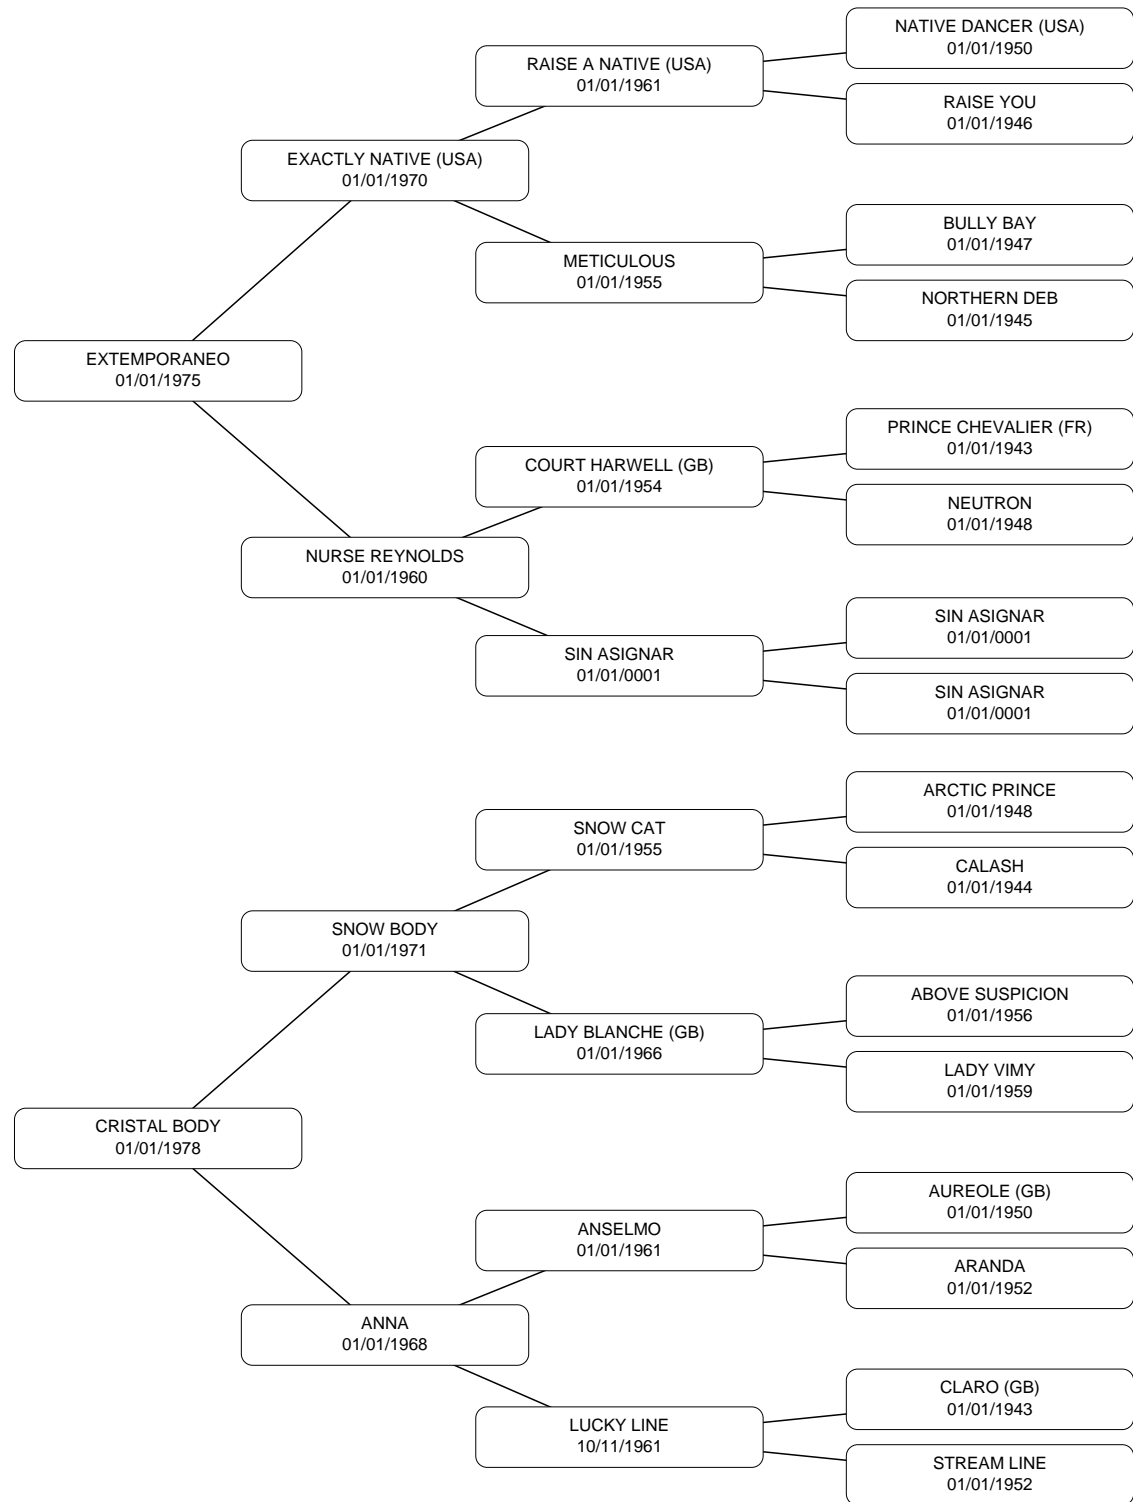 NATIVE DANCER (USA)
01/01/1950
RAISE A NATIVE (USA)
01/01/1961
RAISE YOU
01/01/1946
EXACTLY NATIVE (USA)
01/01/1970
BULLY BAY
01/01/1947
METICULOUS
01/01/1955
NORTHERN DEB
01/01/1945
EXTEMPORANEO
01/01/1975
PRINCE CHEVALIER (FR)
01/01/1943
COURT HARWELL (GB)
01/01/1954
NEUTRON
01/01/1948
NURSE REYNOLDS
01/01/1960
SIN ASIGNAR
01/01/0001
SIN ASIGNAR
01/01/0001
SIN ASIGNAR
01/01/0001
ARCTIC PRINCE
01/01/1948
SNOW CAT
01/01/1955
CALASH
01/01/1944
SNOW BODY
01/01/1971
ABOVE SUSPICION
01/01/1956
LADY BLANCHE (GB)
01/01/1966
LADY VIMY
01/01/1959
CRISTAL BODY
01/01/1978
AUREOLE (GB)
01/01/1950
ANSELMO
01/01/1961
ARANDA
01/01/1952
ANNA
01/01/1968
CLARO (GB)
01/01/1943
LUCKY LINE
10/11/1961
STREAM LINE
01/01/1952